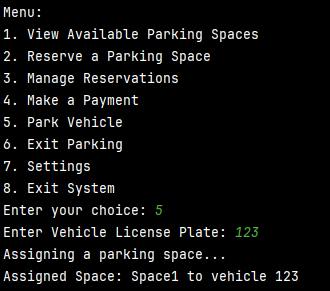 Menu:
1. View Available Parking Spaces
2. Reserve a Parking Space
3. Manage Reservations
4. Make a Payment
5. Park Vehicle
6. Exit Parking
7. Settings
8. Exit System
Enter your choice: 5
Enter Vehicle License Plate: 123
Assigning a parking space...
Assigned Space: Space1 to vehicle 123